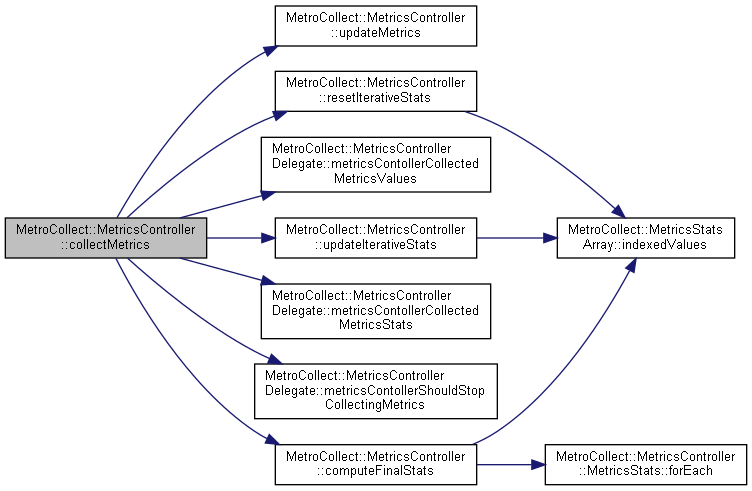 MetroCollect::MetricsController
::updateMetrics
MetroCollect::MetricsController
::resetIterativeStats
MetroCollect::MetricsController
Delegate::metricsContollerCollected
MetricsValues
MetroCollect::MetricsController
::collectMetrics
MetroCollect::MetricsController
::updateIterativeStats
MetroCollect::MetricsStats
Array::indexedValues
MetroCollect::MetricsController
Delegate::metricsContollerCollected
MetricsStats
MetroCollect::MetricsController
Delegate::metricsContollerShouldStop
CollectingMetrics
MetroCollect::MetricsController
::computeFinalStats
MetroCollect::MetricsController
::MetricsStats::forEach